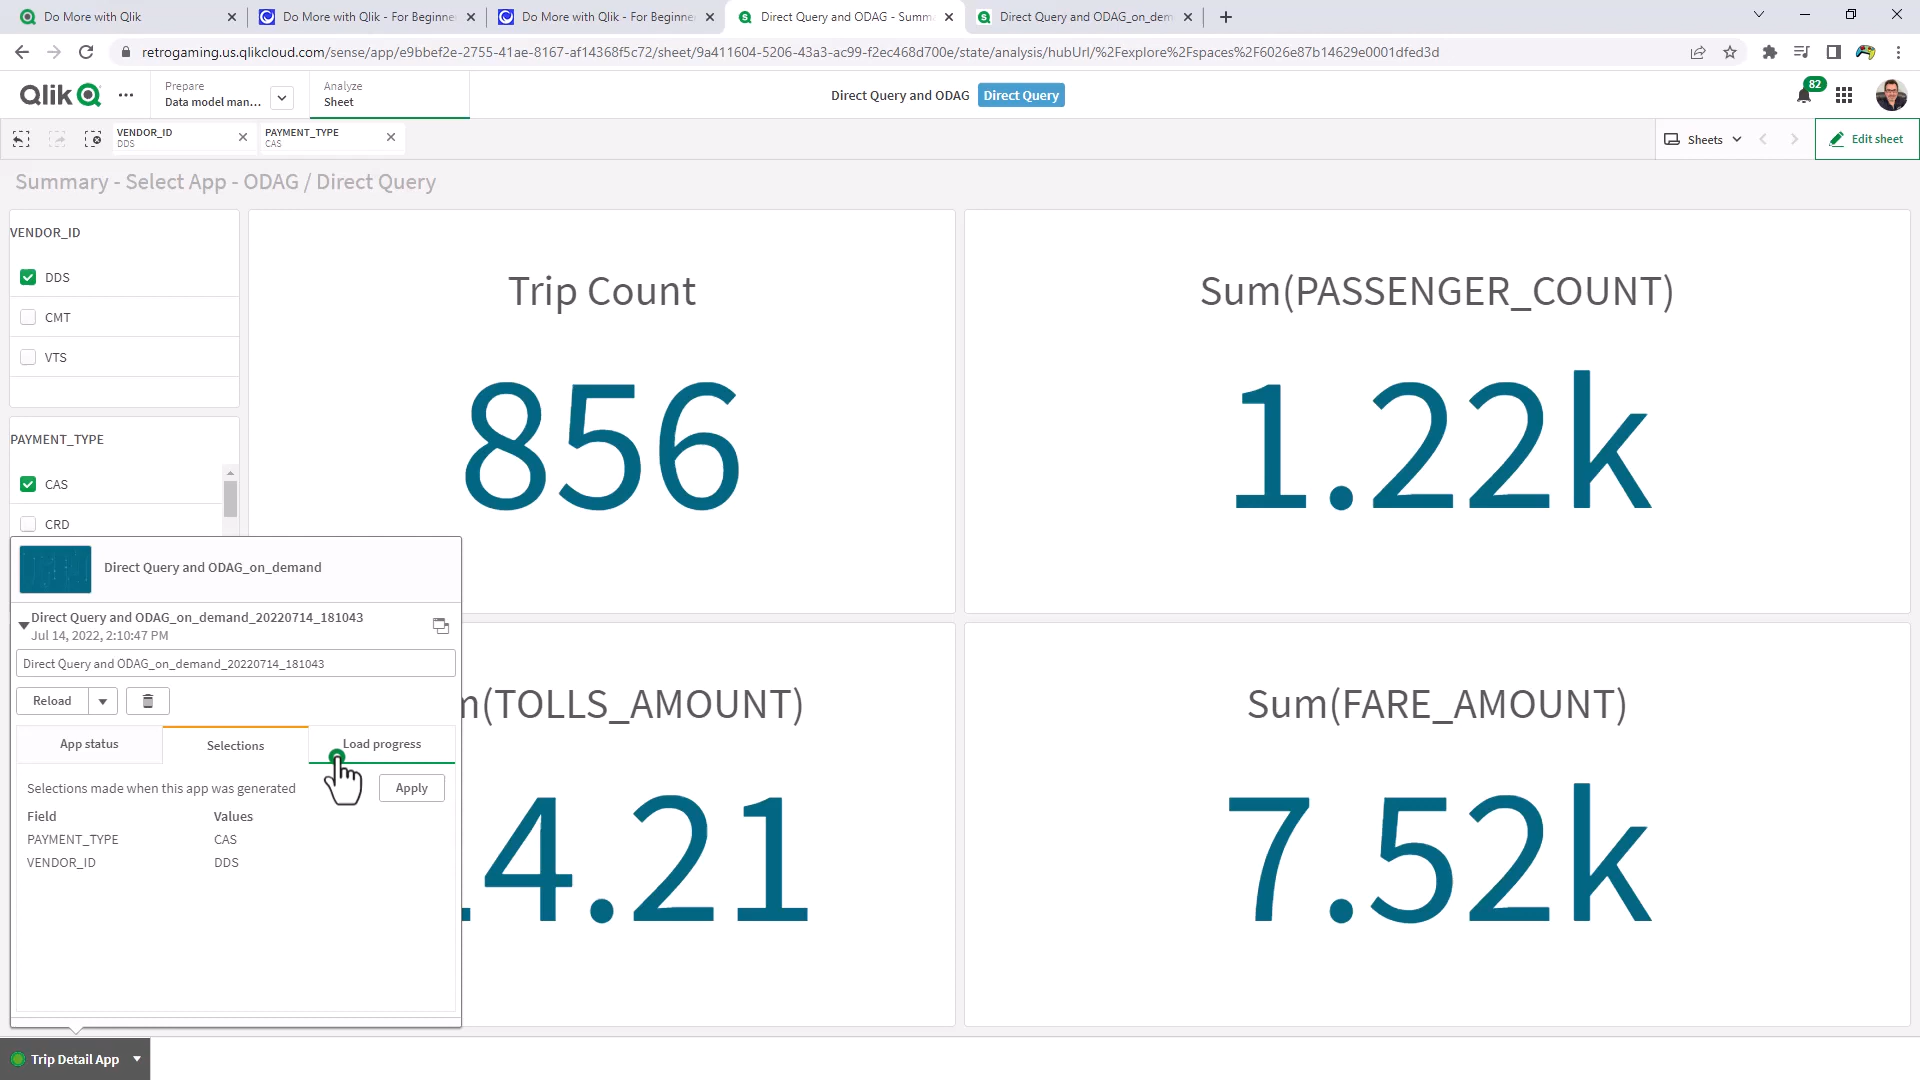 Do More with Qlik
Do More with Qlik - For Beginne
Do More with Qlik - For Beginne
Direct Query and ODAG - Summ
Direct Query and ODAG_on_dem
retrogaming.us.qlikcloud.com/sense/app/e9bbef2e-2755-41ae-8167-af14368f5c72/sheet/9a411604-5206-43a3-ac99-f2ec468d700e/state/analysis/hubUrl/%2Fexplore%2Fspaces%2F6026e87b14629e0001dfed3d
Qlik
Prepare
Data model man...
Analyze
Sheet
Direct Query and ODAG
Direct Query
82
VENDOR_ID
DDS
PAYMENT_TYPE
CAS
Sheets
Edit sheet
Summary - Select App - ODAG / Direct Query
VENDOR_ID
DDS
CMT
VTS
PAYMENT_TYPE
CAS
CRD
Trip Count
856
Sum(PASSENGER_COUNT)
1.22k
Direct Query and ODAG_on_demand
Direct Query and ODAG_on_demand_20220714_181043
Jul 14, 2022, 2:10:47 PM
Direct Query and ODAG_on_demand_20220714_181043
Reload
App status
Selections
Load progress
Selections made when this app was generated
Apply
Field Values
PAYMENT_TYPE CAS
VENDOR_ID DDS
m(TOLLS_AMOUNT)
4.21
Sum(FARE_AMOUNT)
7.52k
Trip Detail App